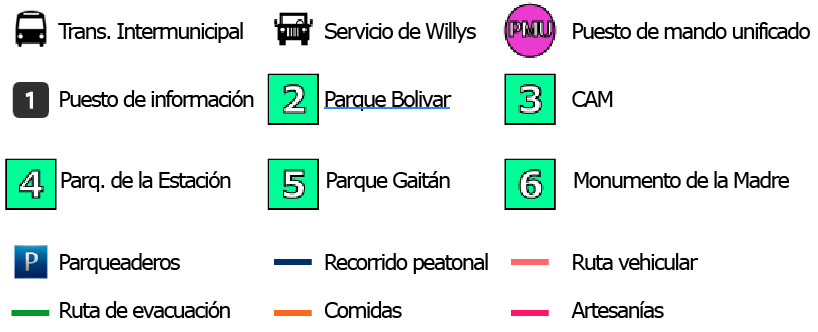 Trans. Intermunicipal
Servicio de Willys
PMU Puesto de mando unificado
1 Puesto de información
2 Parque Bolivar
3 CAM
4 Parq. de la Estación
5 Parque Gaitán
6 Monumento de la Madre
P Parqueaderos
Recorrido peatonal
Ruta vehicular
Ruta de evacuación
Comidas
Artesanías